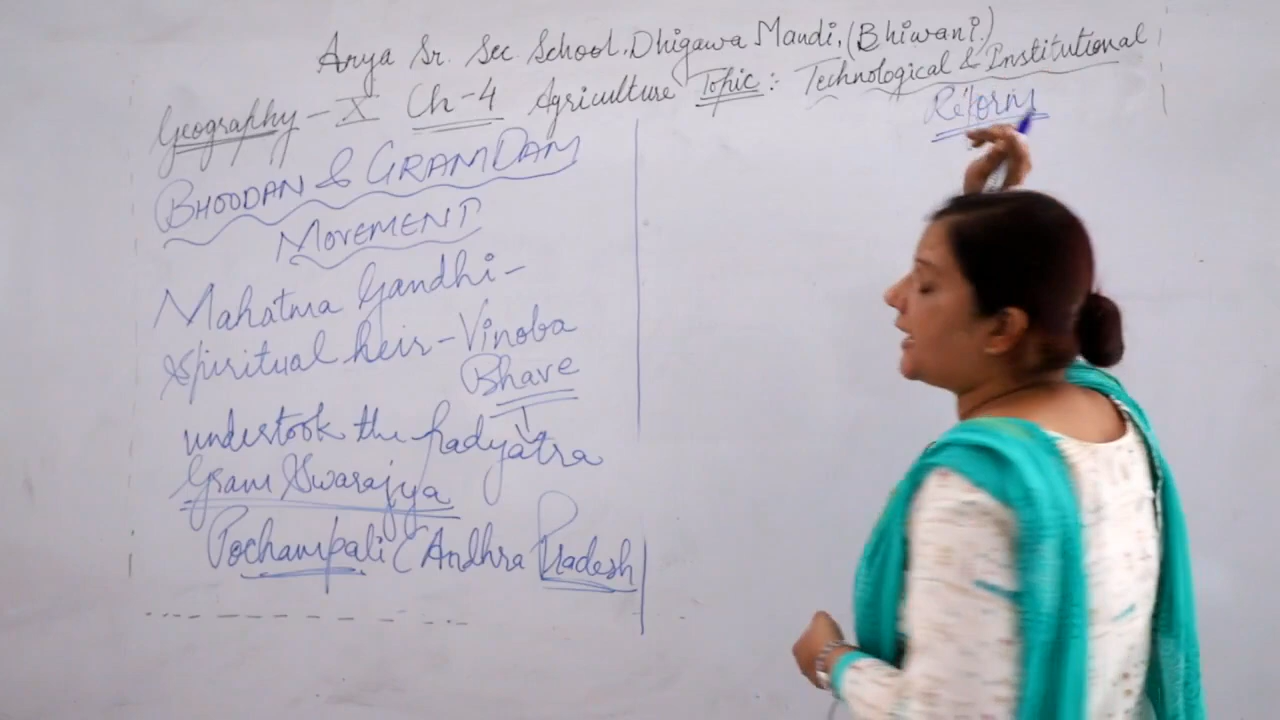 Arya Sr. Sec School, Dhigawa Mandi, (Bhiwani)
Geography - X Ch-4 Agriculture Topic: Technological & Institutional
Reforms
BHOODAN & GRAMDAN
MOVEMENT
Mahatma Gandhi -
Spiritual heir - Vinoba
Bhave
undertook the padyatra
Gram Swarajya
Pochampali (Andhra Pradesh